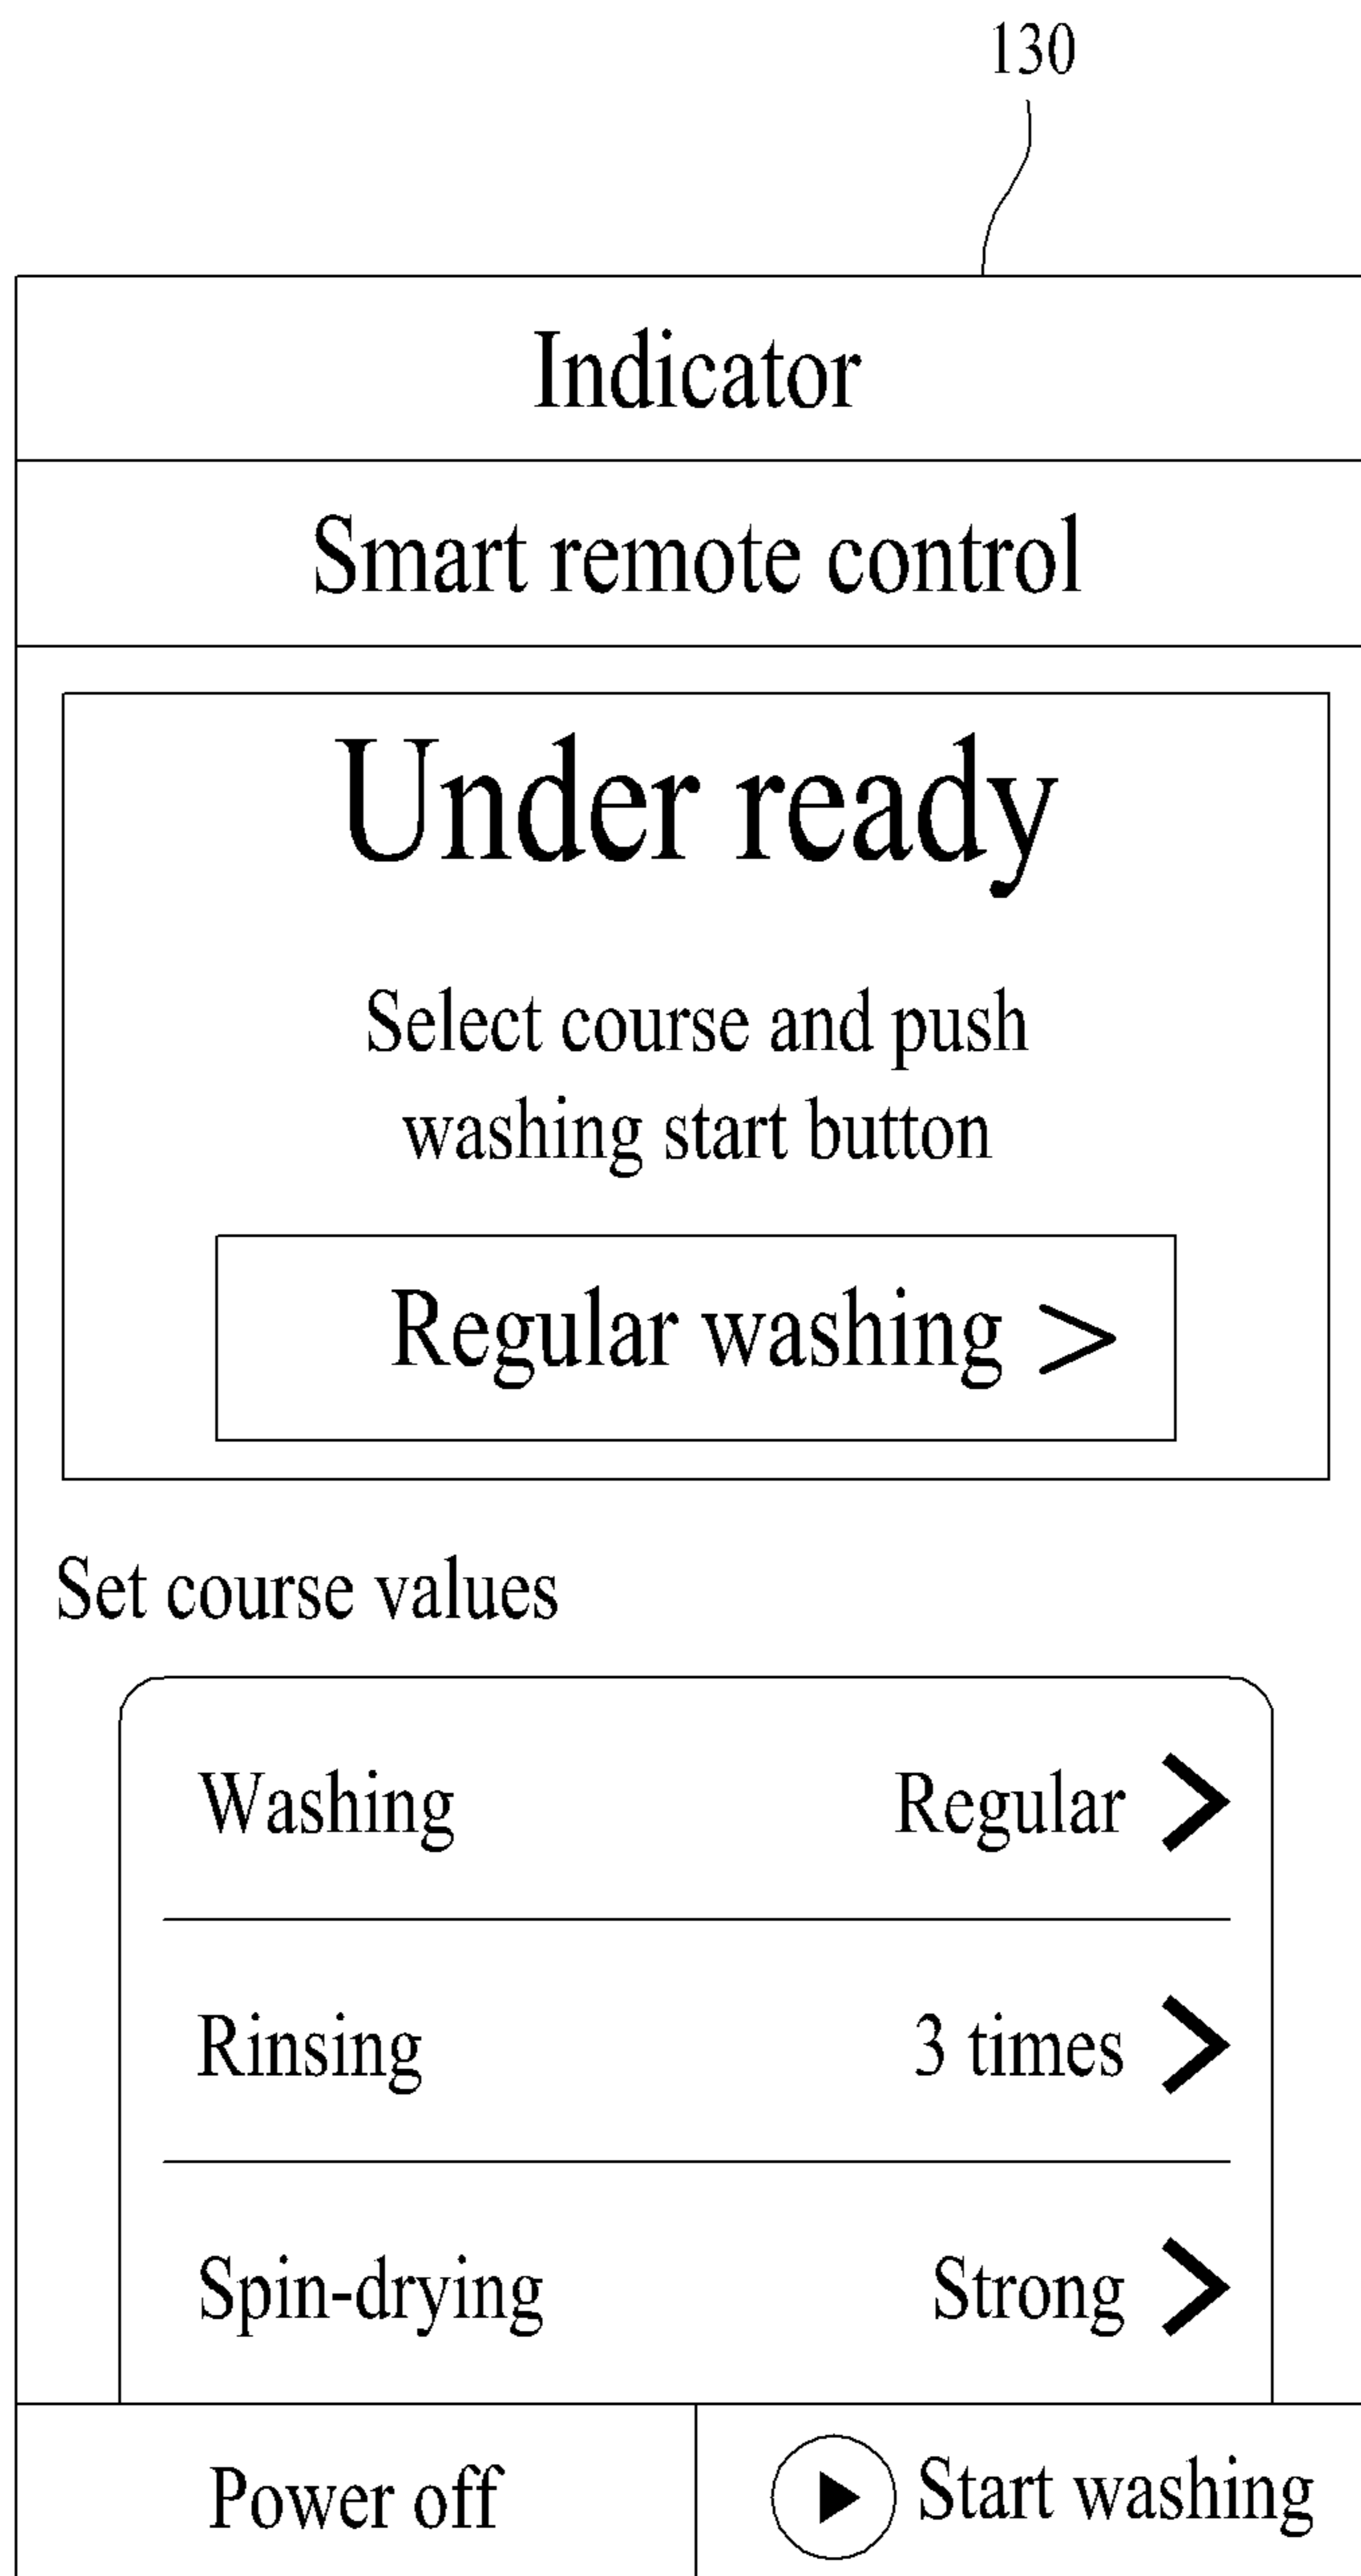 130
Indicator
Smart remote control
Under ready
Select course and push
washing start button
Regular washing >
Set course values
Washing Regular >
Rinsing 3 times >
Spin-drying Strong >
Power off
Start washing